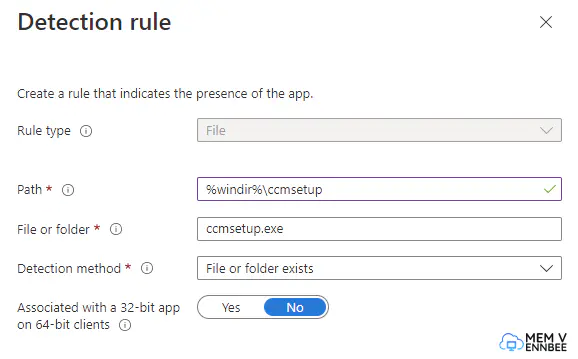 Detection rule
Create a rule that indicates the presence of the app.
Rule type
File
Path *
%windir%\ccmsetup
File or folder *
ccmsetup.exe
Detection method *
File or folder exists
Associated with a 32-bit app
on 64-bit clients
Yes
No
MEM V
ENNBEE